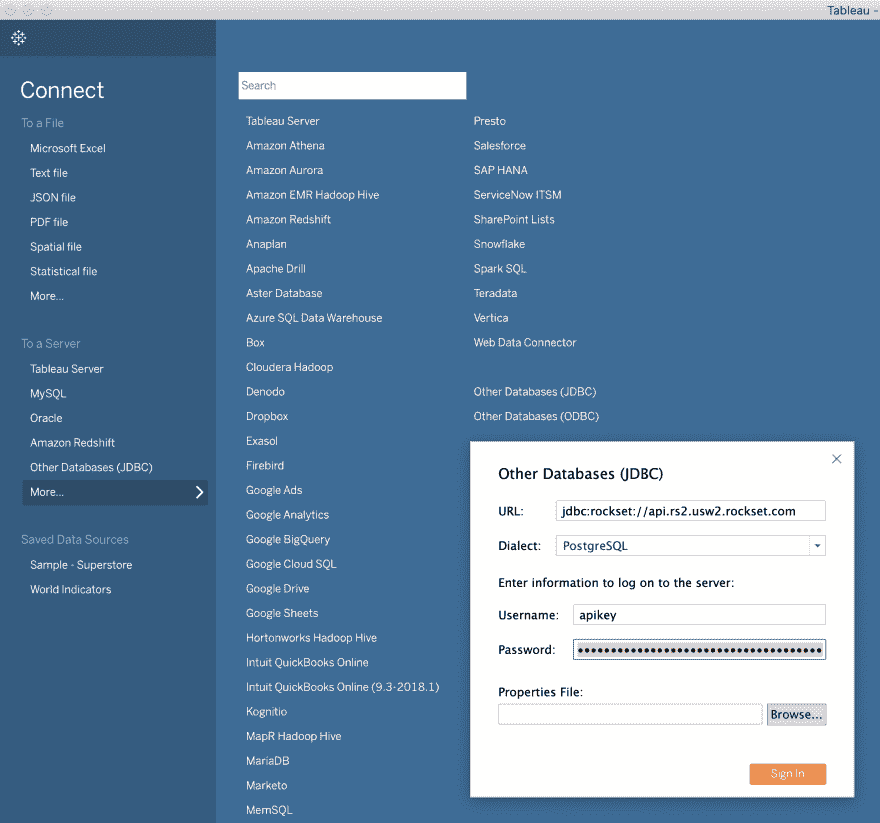 Tableau -
Connect
To a File
Microsoft Excel
Text file
JSON file
PDF file
Spatial file
Statistical file
More...
To a Server
Tableau Server
MySQL
Oracle
Amazon Redshift
Other Databases (JDBC)
More...
Saved Data Sources
Sample - Superstore
World Indicators
Search
Tableau Server
Amazon Athena
Amazon Aurora
Amazon EMR Hadoop Hive
Amazon Redshift
Anaplan
Apache Drill
Aster Database
Azure SQL Data Warehouse
Box
Cloudera Hadoop
Denodo
Dropbox
Exasol
Firebird
Google Ads
Google Analytics
Google BigQuery
Google Cloud SQL
Google Drive
Google Sheets
Hortonworks Hadoop Hive
Intuit QuickBooks Online
Intuit QuickBooks Online (9.3-2018.1)
Kognitio
MapR Hadoop Hive
MariaDB
Marketo
MemSQL
Presto
Salesforce
SAP HANA
ServiceNow ITSM
SharePoint Lists
Snowflake
Spark SQL
Teradata
Vertica
Web Data Connector
Other Databases (JDBC)
Other Databases (ODBC)
Other Databases (JDBC)
URL: jdbc:rockset://api.rs2.usw2.rockset.com
Dialect: PostgreSQL
Enter information to log on to the server:
Username: apikey
Password:
Properties File:
Browse...
Sign In